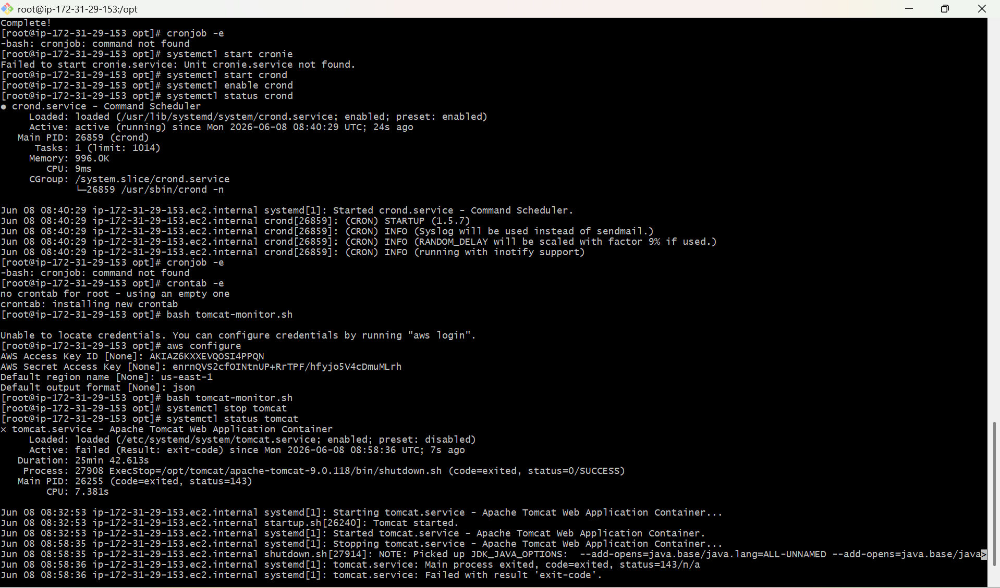 root@ip-172-31-29-153:/opt
Complete!
[root@ip-172-31-29-153 opt]# cronjob -e
-bash: cronjob: command not found
[root@ip-172-31-29-153 opt]# systemctl start cronie
Failed to start cronie.service: Unit cronie.service not found.
[root@ip-172-31-29-153 opt]# systemctl start crond
[root@ip-172-31-29-153 opt]# systemctl enable crond
[root@ip-172-31-29-153 opt]# systemctl status crond
● crond.service - Command Scheduler
     Loaded: loaded (/usr/lib/systemd/system/crond.service; enabled; preset: enabled)
     Active: active (running) since Mon 2026-06-08 08:40:29 UTC; 24s ago
   Main PID: 26859 (crond)
      Tasks: 1 (limit: 1014)
     Memory: 996.0K
        CPU: 9ms
     CGroup: /system.slice/crond.service
             └─26859 /usr/sbin/crond -n
Jun 08 08:40:29 ip-172-31-29-153.ec2.internal systemd[1]: Started crond.service - Command Scheduler.
Jun 08 08:40:29 ip-172-31-29-153.ec2.internal crond[26859]: (CRON) STARTUP (1.5.7)
Jun 08 08:40:29 ip-172-31-29-153.ec2.internal crond[26859]: (CRON) INFO (Syslog will be used instead of sendmail.)
Jun 08 08:40:29 ip-172-31-29-153.ec2.internal crond[26859]: (CRON) INFO (RANDOM_DELAY will be scaled with factor 9% if used.)
Jun 08 08:40:29 ip-172-31-29-153.ec2.internal crond[26859]: (CRON) INFO (running with inotify support)
[root@ip-172-31-29-153 opt]# cronjob -e
-bash: cronjob: command not found
[root@ip-172-31-29-153 opt]# crontab -e
no crontab for root - using an empty one
crontab: installing new crontab
[root@ip-172-31-29-153 opt]# bash tomcat-monitor.sh
Unable to locate credentials. You can configure credentials by running "aws login".
[root@ip-172-31-29-153 opt]# aws configure
AWS Access Key ID [None]: AKIAZ6KXXEVQOSI4PPQN
AWS Secret Access Key [None]: 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
Default region name [None]: us-east-1
Default output format [None]: json
[root@ip-172-31-29-153 opt]# bash tomcat-monitor.sh
[root@ip-172-31-29-153 opt]# systemctl stop tomcat
[root@ip-172-31-29-153 opt]# systemctl status tomcat
× tomcat.service - Apache Tomcat Web Application Container
     Loaded: loaded (/etc/systemd/system/tomcat.service; enabled; preset: disabled)
     Active: failed (Result: exit-code) since Mon 2026-06-08 08:58:36 UTC; 7s ago
   Duration: 25min 42.613s
    Process: 27908 ExecStop=/opt/tomcat/apache-tomcat-9.0.118/bin/shutdown.sh (code=exited, status=0/SUCCESS)
   Main PID: 26255 (code=exited, status=143)
        CPU: 7.381s
Jun 08 08:32:53 ip-172-31-29-153.ec2.internal systemd[1]: Starting tomcat.service - Apache Tomcat Web Application Container...
Jun 08 08:32:53 ip-172-31-29-153.ec2.internal startup.sh[26240]: Tomcat started.
Jun 08 08:32:53 ip-172-31-29-153.ec2.internal systemd[1]: Started tomcat.service - Apache Tomcat Web Application Container.
Jun 08 08:58:35 ip-172-31-29-153.ec2.internal systemd[1]: Stopping tomcat.service - Apache Tomcat Web Application Container...
Jun 08 08:58:35 ip-172-31-29-153.ec2.internal shutdown.sh[27914]: NOTE: Picked up JDK_JAVA_OPTIONS:  --add-opens=java.base/java.lang=ALL-UNNAMED --add-opens=java.base/java>
Jun 08 08:58:36 ip-172-31-29-153.ec2.internal systemd[1]: tomcat.service: Main process exited, code=exited, status=143/n/a
Jun 08 08:58:36 ip-172-31-29-153.ec2.internal systemd[1]: tomcat.service: Failed with result 'exit-code'.